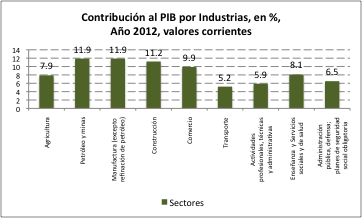 Contribución al PIB por Industrias, en %,
Año 2012, valores corrientes
14
12
10
8
6
4
2
0
7.9
11.9
11.9
11.2
9.9
5.2
5.9
8.1
6.5
Agricultura
Petróleo y minas
Manufactura (excepto
refinación de petróleo)
Construcción
Comercio
Transporte
Actividades
profesionales, técnicas
y administrativas
Enseñanza y Servicios
sociales y de salud
Administración
pública, defensa;
planes de seguridad
social obligatoria
Sectores